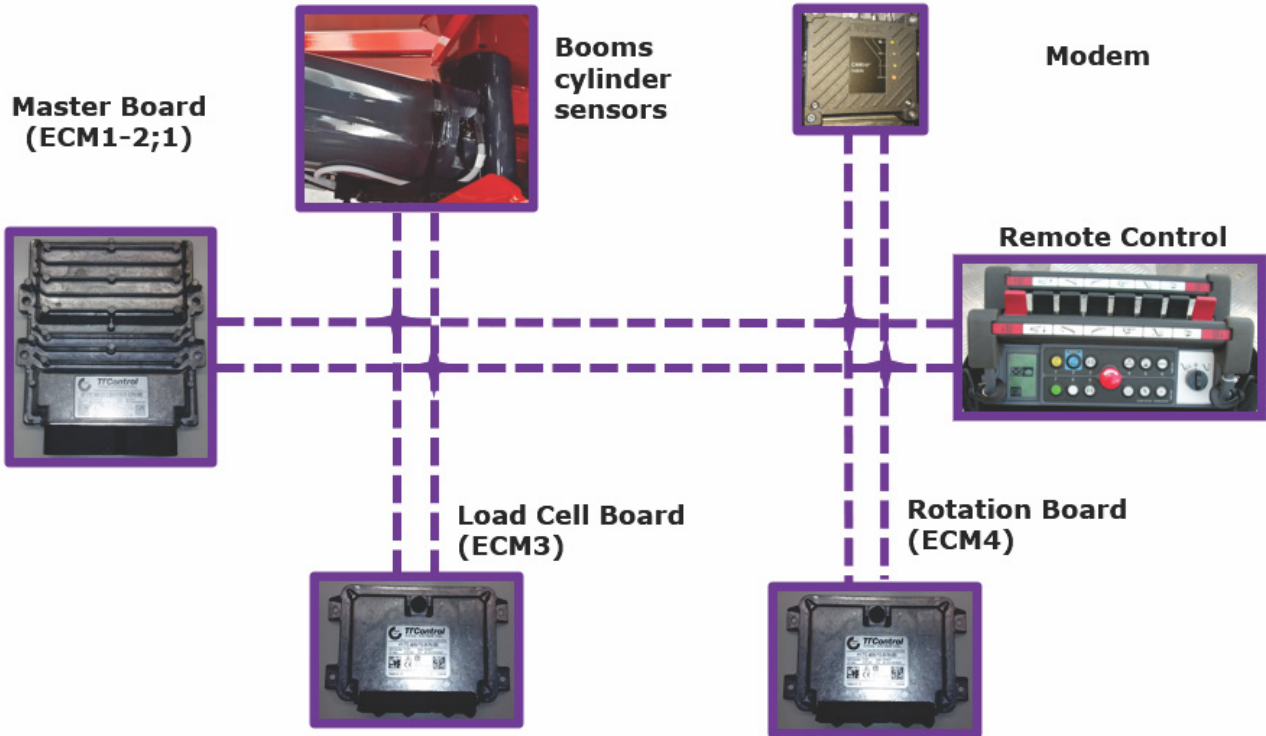 Booms
cylinder
sensors
Modem
Master Board
(ECM1-2;1)
Remote Control
TTControl
Load Cell Board
(ECM3)
Rotation Board
(ECM4)
TTControl
TTControl